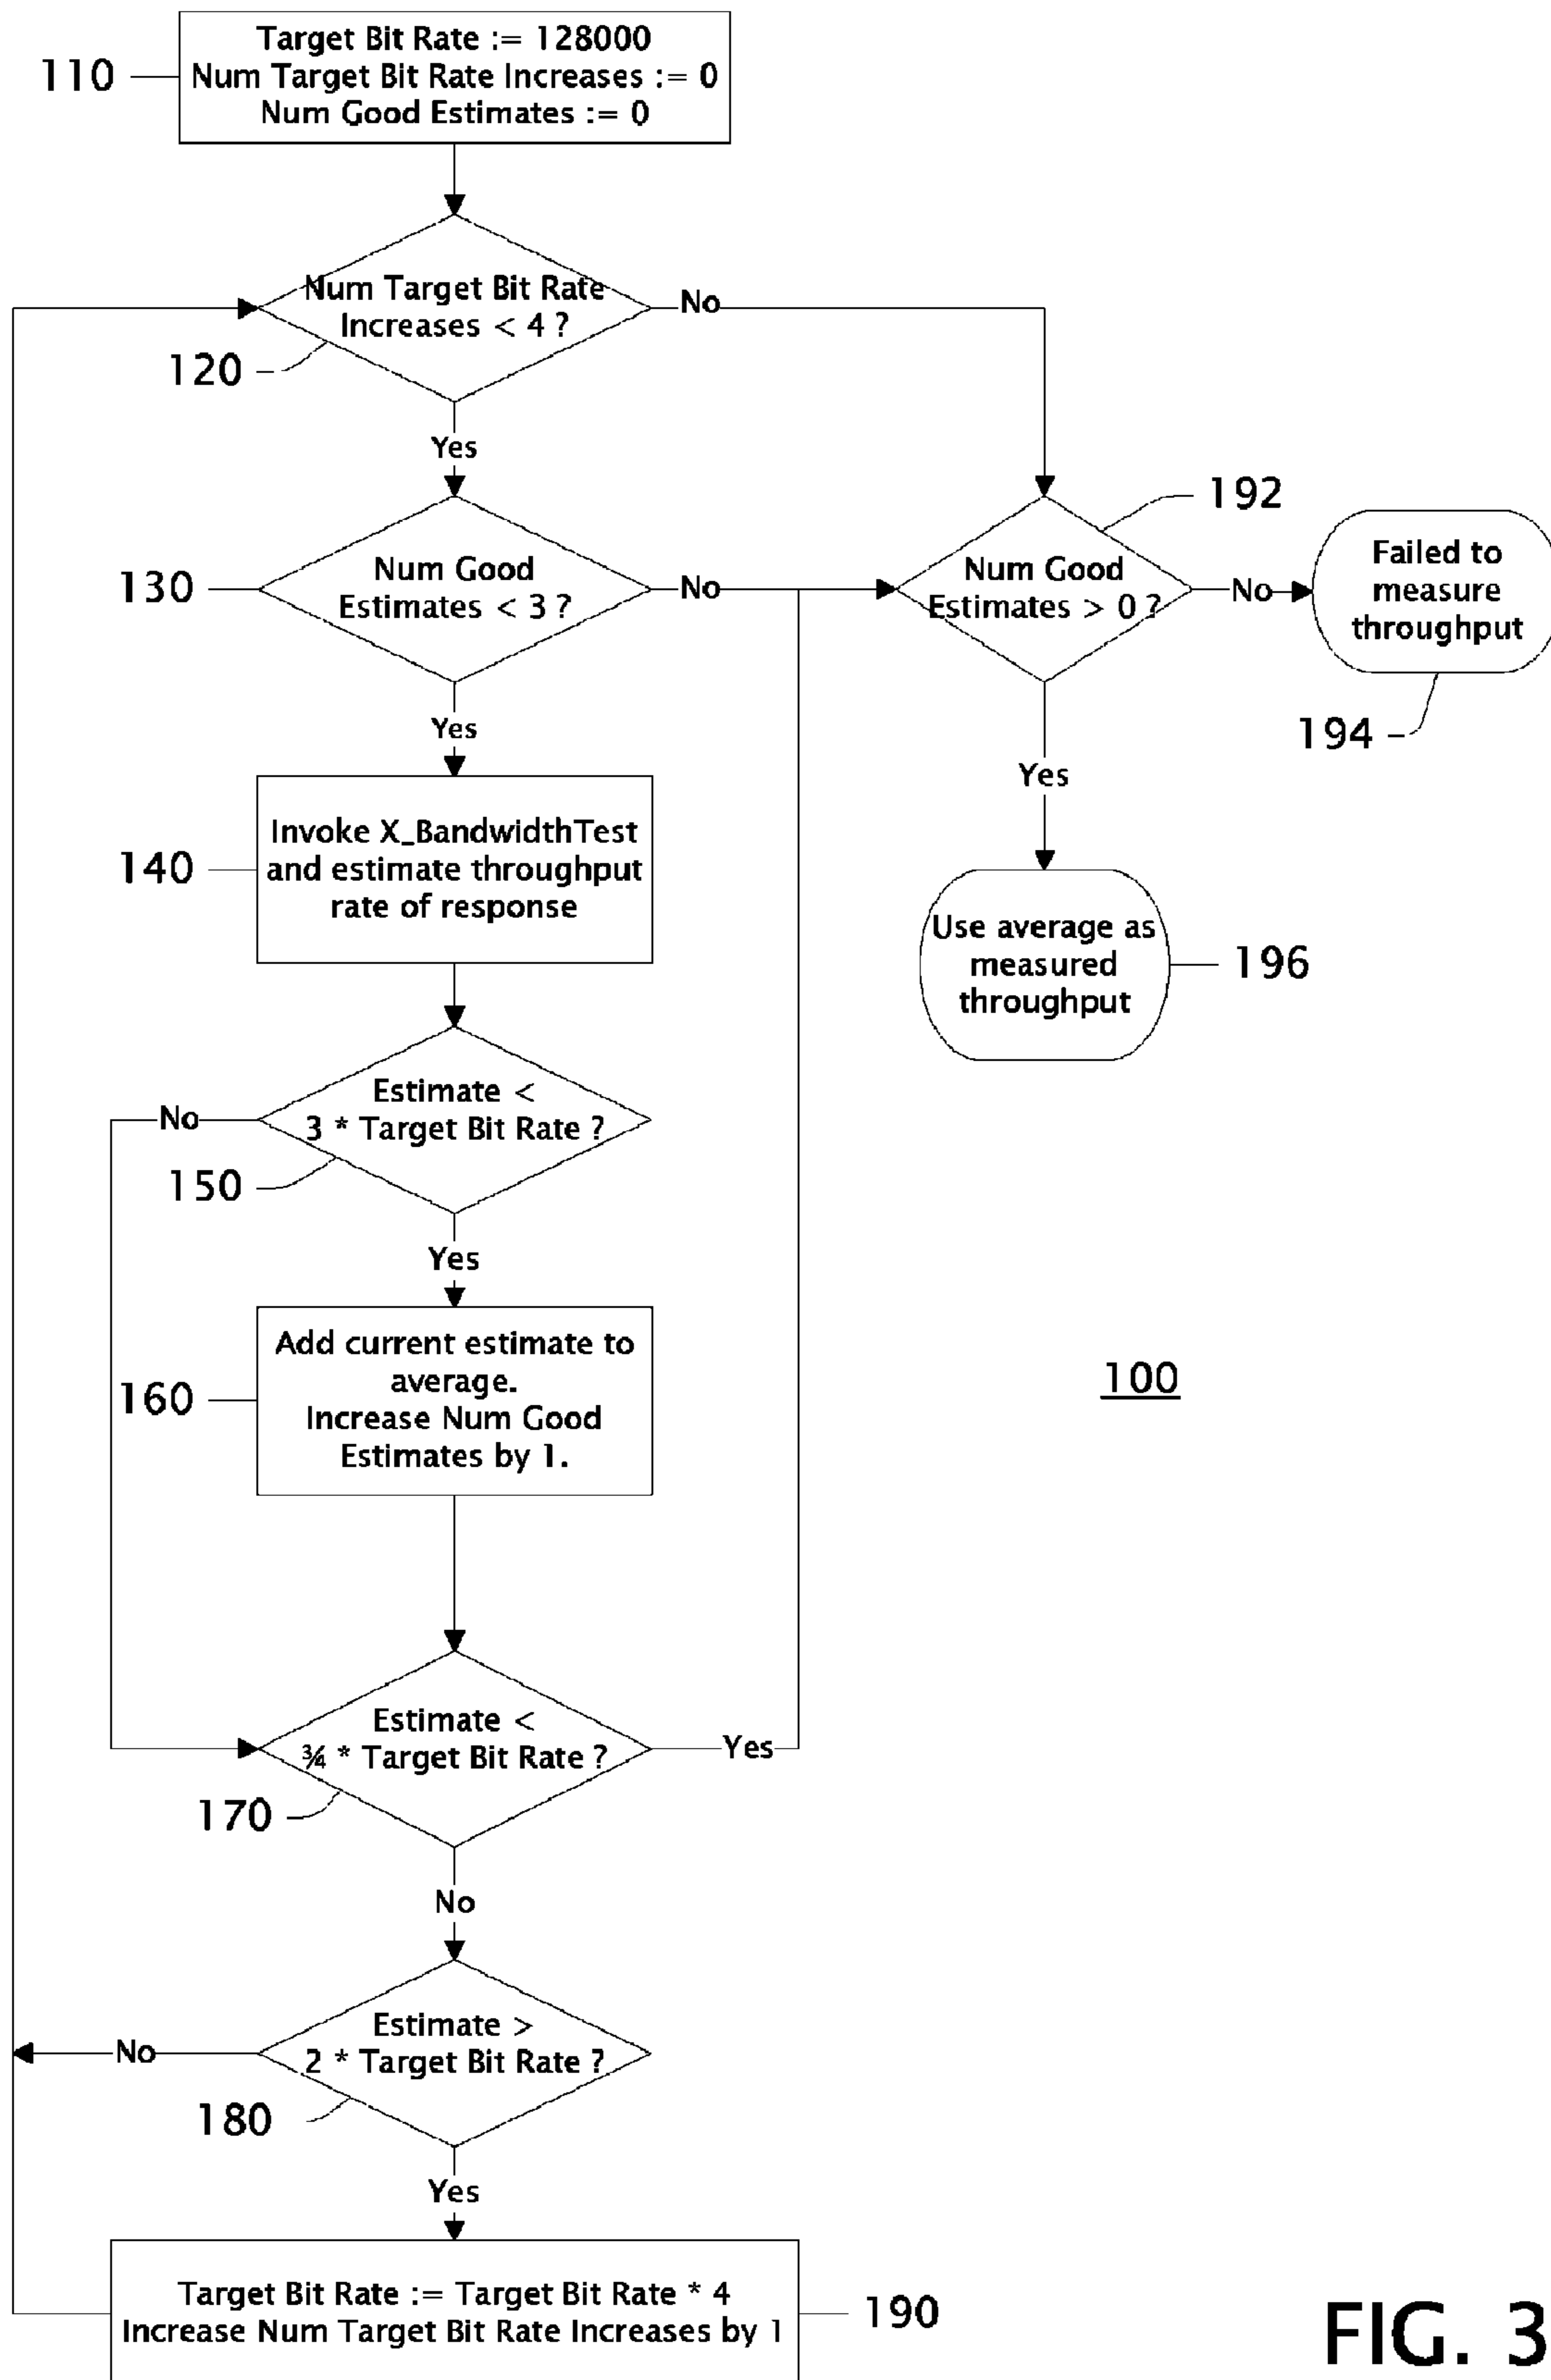 Target Bit Rate := 128000
Num Target Bit Rate Increases := 0
Num Good Estimates := 0
110
Num Target Bit Rate
Increases < 4 ?
No
120
Yes
192
Num Good
Estimates < 3 ?
130
No
Num Good
Estimates > 0 ?
No
Failed to
measure
throughput
194
Yes
Yes
Invoke X_BandwidthTest
and estimate throughput
rate of response
140
Use average as
measured
throughput
196
Estimate <
3 * Target Bit Rate ?
No
150
Yes
Add current estimate to
average.
Increase Num Good
Estimates by 1.
160
100
Estimate <
¾ * Target Bit Rate ?
Yes
170
No
Estimate >
2 * Target Bit Rate ?
No
180
Yes
Target Bit Rate := Target Bit Rate * 4
Increase Num Target Bit Rate Increases by 1
190
FIG. 3